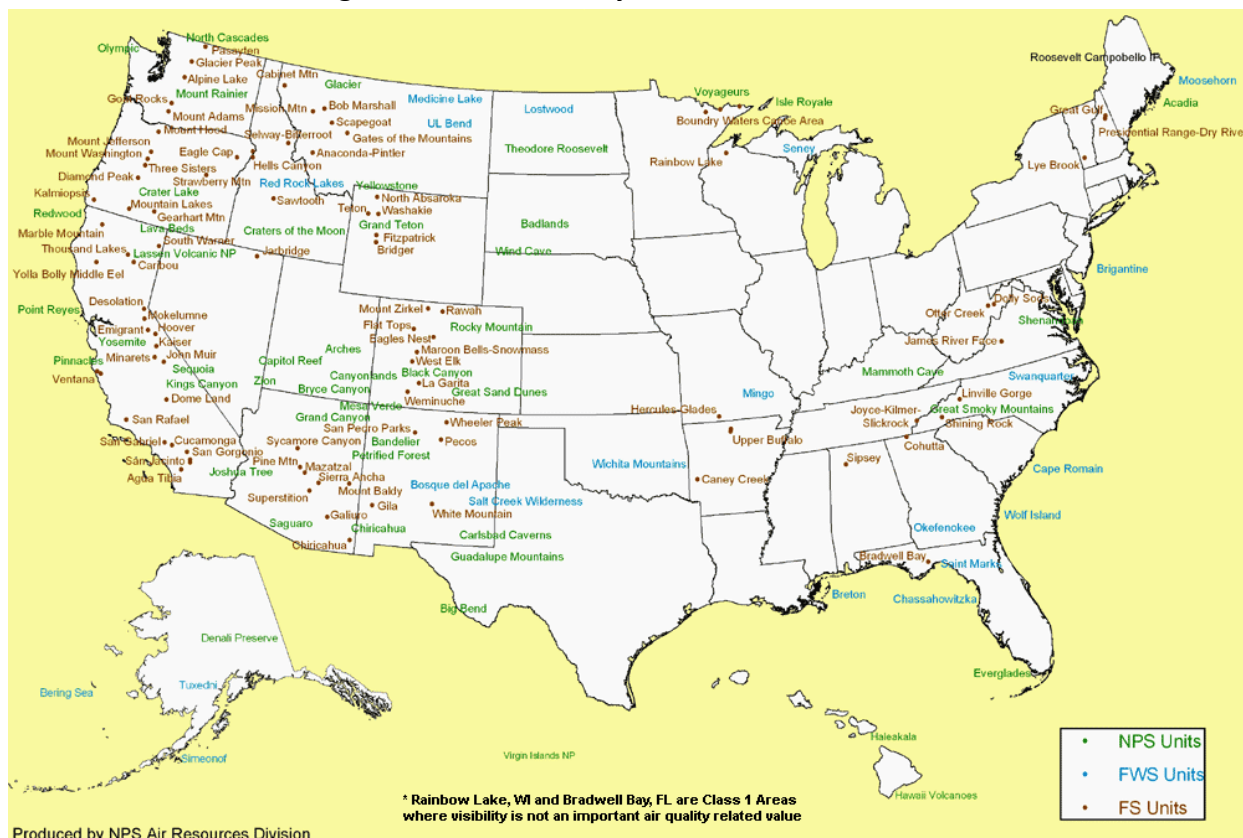 North Cascades
Olympic
Pasayten
Glacier Peak
Alpine Lake
Mount Rainier
Goat Rocks
Mount Adams
Mount Hood
Mount Jefferson
Mount Washington
Three Sisters
Diamond Peak
Eagle Cap
Strawberry Mtn
Hells Canyon
Kalmiopsis
Crater Lake
Mountain Lakes
Gearhart Mtn
Redwood
Lava Beds
Marble Mountain
South Warner
Thousand Lakes
Lassen Volcanic NP
Caribou
Yolla Bolly Middle Eel
Cabinet Mtn
Glacier
Mission Mtn
Bob Marshall
Scapegoat
Selway-Bitterroot
Gates of the Mountains
Anaconda-Pintler
Medicine Lake
UL Bend
Red Rock Lakes
Yellowstone
Sawtooth
North Absaroka
Teton
Washakie
Grand Teton
Craters of the Moon
Fitzpatrick
Bridger
Jarbridge
Lostwood
Theodore Roosevelt
Badlands
Wind Cave
Voyageurs
Isle Royale
Boundry Waters Canoe Area
Rainbow Lake
Seney
Roosevelt Campobello IP
Moosehorn
Acadia
Great Gulf
Presidential Range-Dry River
Lye Brook
Brigantine
Dolly Sods
Otter Creek
Shenandoah
James River Face
Desolation
Point Reyes
Mokelumne
Emigrant
Hoover
Yosemite
Kaiser
Minarets
John Muir
Pinnacles
Sequoia
Ventana
Kings Canyon
Dome Land
San Rafael
San Gabriel
Cucamonga
San Gorgonio
San Jacinto
Agua Tibia
Joshua Tree
Capitol Reef
Arches
Zion
Canyonlands
Bryce Canyon
Mesa Verde
Grand Canyon
Mount Zirkel
Rawah
Flat Tops
Rocky Mountain
Eagles Nest
Maroon Bells-Snowmass
West Elk
Black Canyon
La Garita
Great Sand Dunes
Weminuche
San Pedro Parks
Wheeler Peak
Sycamore Canyon
Bandelier
Pecos
Petrified Forest
Pine Mtn
Mazatzal
Sierra Ancha
Mount Baldy
Superstition
Bosque del Apache
Salt Creek Wilderness
Gila
White Mountain
Galiuro
Saguaro
Chiricahua
Chiricahua
Carlsbad Caverns
Guadalupe Mountains
Big Bend
Wichita Mountains
Mingo
Hercules-Glades
Upper Buffalo
Caney Creek
Mammoth Cave
Swanquarter
Linville Gorge
Joyce-Kilmer-
Slickrock
Great Smoky Mountains
Shining Rock
Cohutta
Sipsey
Cape Romain
Wolf Island
Okefenokee
Bradwell Bay
Saint Marks
Breton
Chassahowitzka
Everglades
Denali Preserve
Bering Sea
Tuxedni
Simeonof
Virgin Islands NP
Haleakala
Hawaii Volcanoes
NPS Units
FWS Units
FS Units
* Rainbow Lake, WI and Bradwell Bay, FL are Class 1 Areas
where visibility is not an important air quality related value
Produced by NPS Air Resources Division